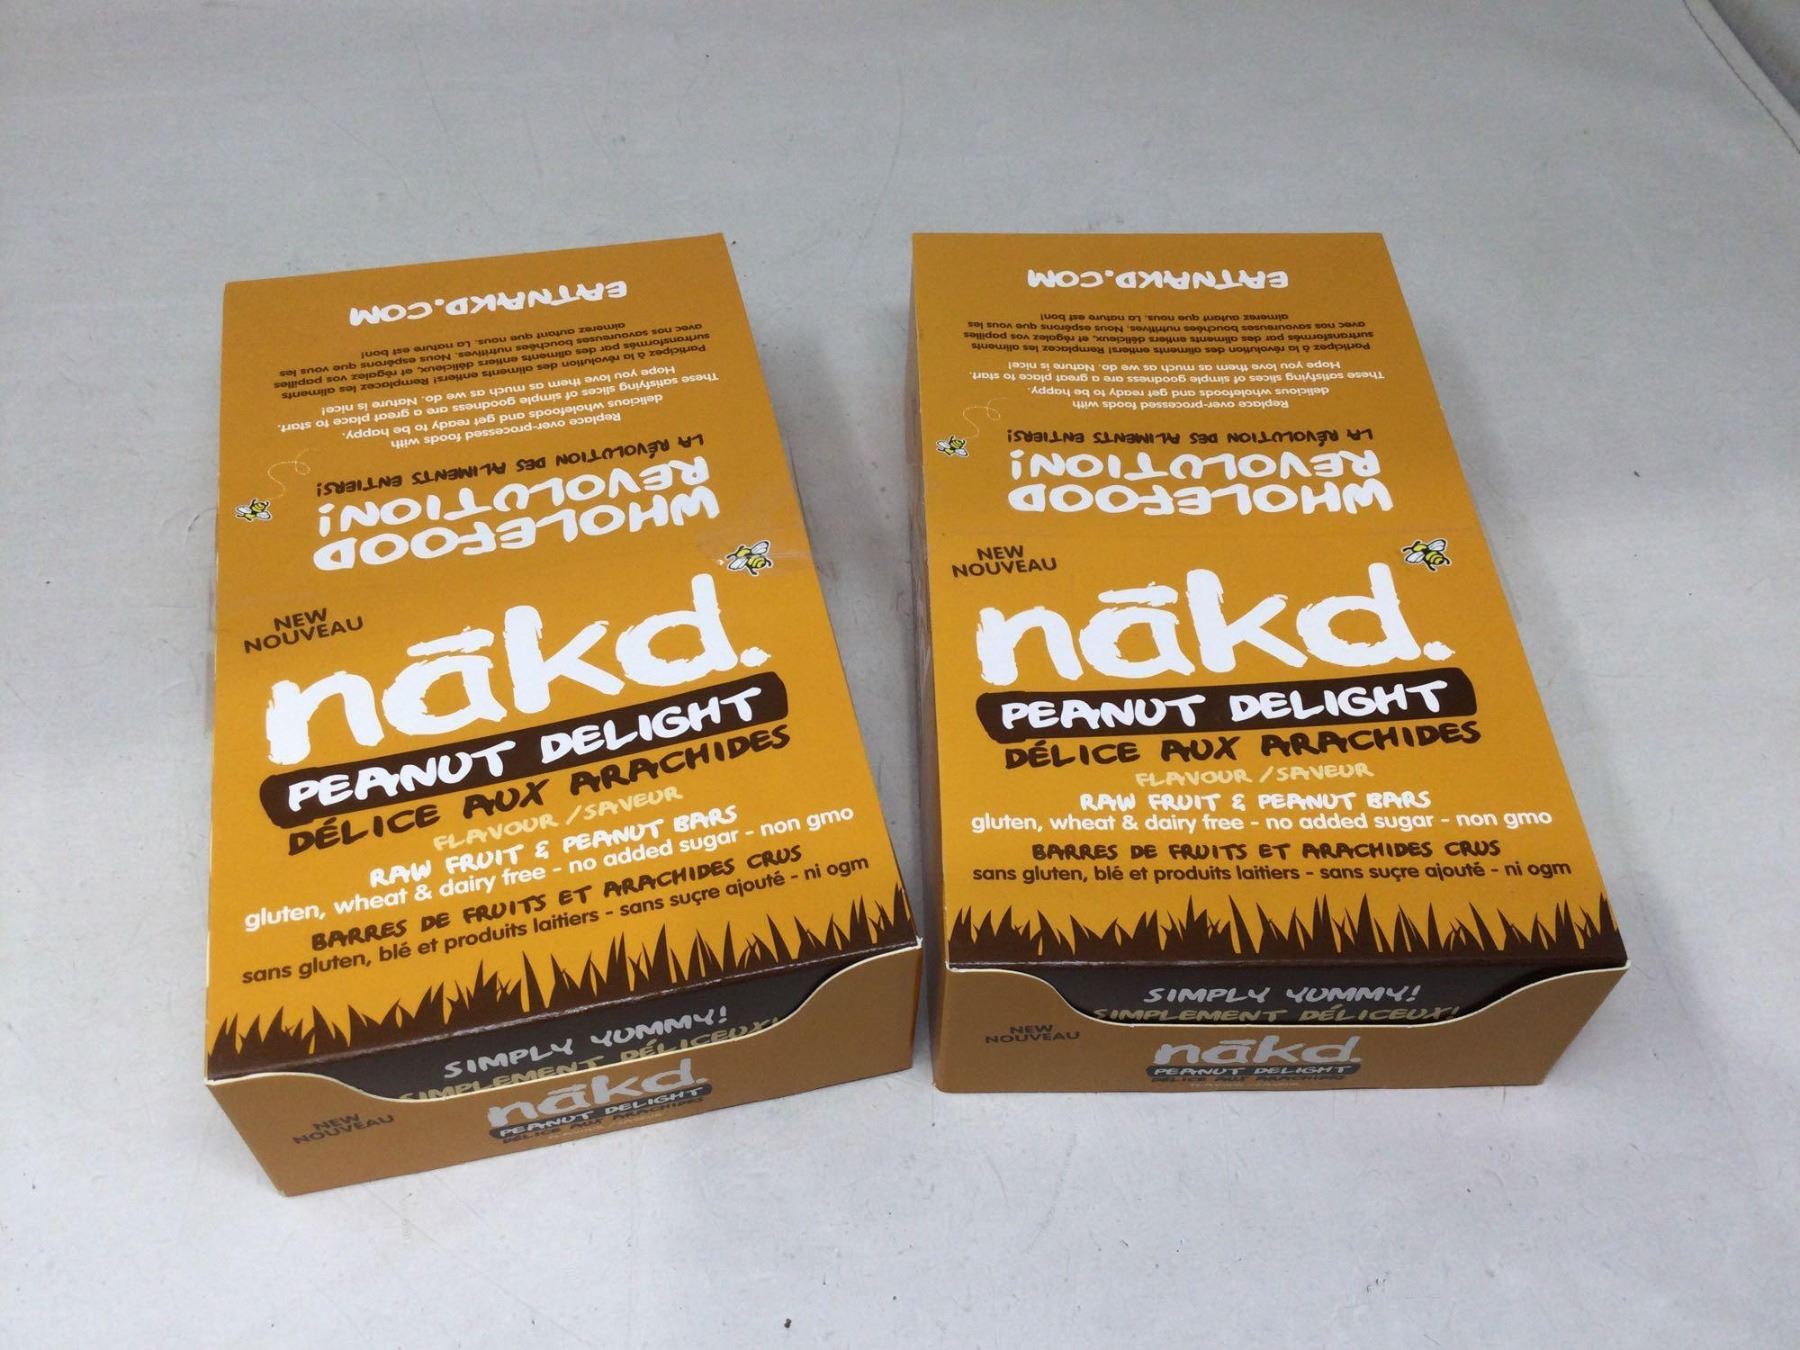 EATNAKD.COM
WHOLEFOOD
REVOLUTION!
LA RÉVOLUTION DES ALIMENTS ENTIERS!
Replace over-processed foods with
delicious wholefoods and get ready to be happy.
These satisfying slices of simple goodness are a great place to start.
Hope you love them as much as we do. Nature is nice!
Participez à la révolution des aliments entiers! Remplacez les aliments
surtransformés par des aliments entiers délicieux, et régalez vos papilles
avec nos savoureuses bouchées nutritives. Nous espérons que vous les
aimerez autant que nous. La nature est bon!
NEW
NOUVEAU
nākd.
PEANUT DELIGHT
DÉLICE AUX ARACHIDES
FLAVOUR / SAVEUR
RAW FRUIT & PEANUT BARS
gluten, wheat & dairy free - no added sugar - non gmo
BARRES DE FRUITS ET ARACHIDES CRUS
sans gluten, blé et produits laitiers - sans suçre ajouté - ni ogm
SIMPLY YUMMY!
SIMPLEMENT DÉLICEUX!
NEW
NOUVEAU
nākd.
PEANUT DELIGHT
DÉLICE AUX ARACHIDES
EATNAKD.COM
WHOLEFOOD
REVOLUTION!
LA RÉVOLUTION DES ALIMENTS ENTIERS!
Replace over-processed foods with
delicious wholefoods and get ready to be happy.
These satisfying slices of simple goodness are a great place to start.
Hope you love them as much as we do. Nature is nice!
Participez à la révolution des aliments entiers! Remplacez les aliments
surtransformés par des aliments entiers délicieux, et régalez vos papilles
avec nos savoureuses bouchées nutritives. Nous espérons que vous les
aimerez autant que nous. La nature est bon!
NEW
NOUVEAU
nākd.
PEANUT DELIGHT
DÉLICE AUX ARACHIDES
FLAVOUR / SAVEUR
RAW FRUIT & PEANUT BARS
gluten, wheat & dairy free - no added sugar - non gmo
BARRES DE FRUITS ET ARACHIDES CRUS
sans gluten, blé et produits laitiers - sans suçre ajouté - ni ogm
SIMPLY YUMMY!
SIMPLEMENT DÉLICEUX!
NEW
NOUVEAU
nākd.
PEANUT DELIGHT
DÉLICE AUX ARACHIDES